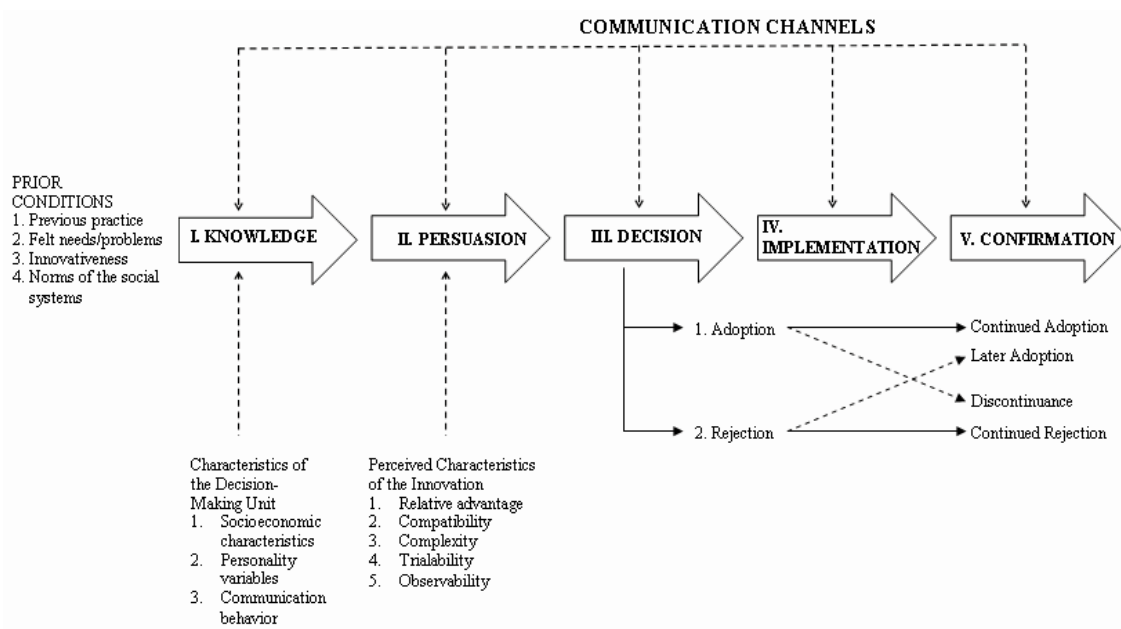 COMMUNICATION CHANNELS
PRIOR
CONDITIONS
1. Previous practice
2. Felt needs/problems
3. Innovativeness
4. Norms of the social
systems
I. KNOWLEDGE
II. PERSUASION
III. DECISION
IV.
IMPLEMENTATION
V. CONFIRMATION
1. Adoption
2. Rejection
Continued Adoption
Later Adoption
Discontinuance
Continued Rejection
Characteristics of
the Decision-
Making Unit
1. Socioeconomic
characteristics
2. Personality
variables
3. Communication
behavior
Perceived Characteristics
of the Innovation
1. Relative advantage
2. Compatibility
3. Complexity
4. Trialability
5. Observability